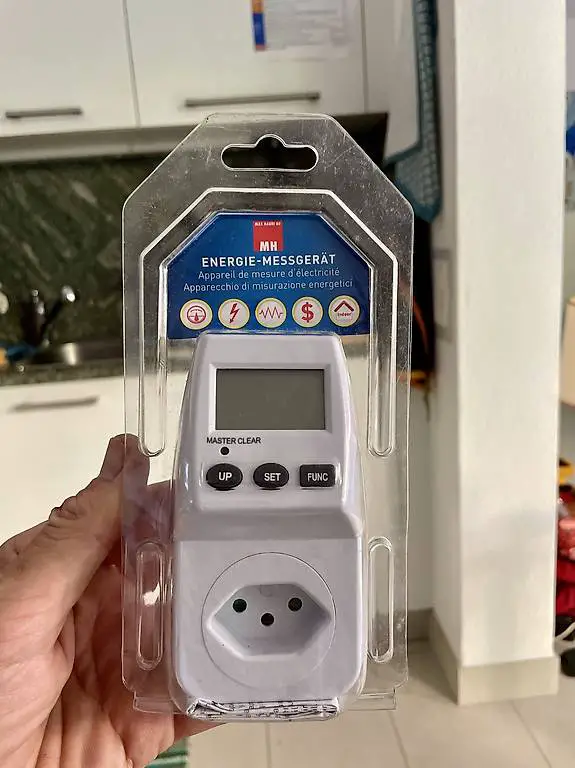 MAX HAURI AG
MH
ENERGIE-MESSGERÄT
Appareil de mesure d'électricité
Apparecchio di misurazione energetici
$
Indoor
MASTER CLEAR
UP SET FUNC